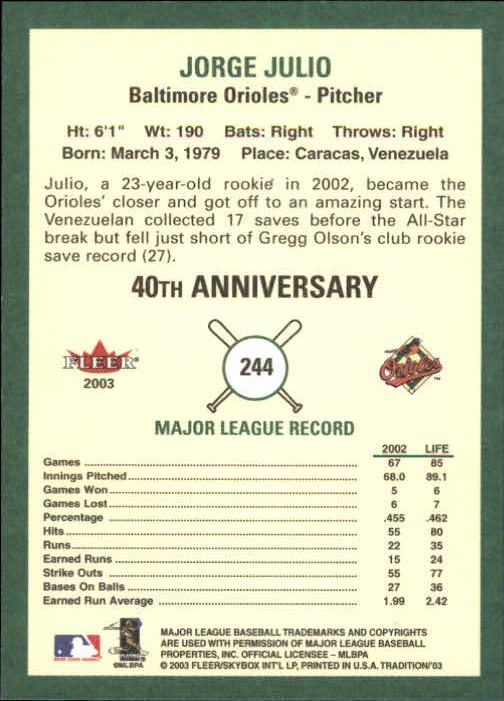 JORGE JULIO
Baltimore Orioles® - Pitcher
Ht: 6'1" Wt: 190 Bats: Right Throws: Right
Born: March 3, 1979 Place: Caracas, Venezuela
Julio, a 23-year-old rookie in 2002, became the
Orioles' closer and got off to an amazing start. The
Venezuelan collected 17 saves before the All-Star
break but fell just short of Gregg Olson's club rookie
save record (27).
40TH ANNIVERSARY
FLEER®
2003
244
Orioles
™
MAJOR LEAGUE RECORD
2002 LIFE
Games 67 85
Innings Pitched 68.0 89.1
Games Won 5 6
Games Lost 6 7
Percentage .455 .462
Hits 55 80
Runs 22 35
Earned Runs 15 24
Strike Outs 55 77
Bases On Balls 27 36
Earned Run Average 1.99 2.42
©MLBPA
MAJOR LEAGUE BASEBALL TRADEMARKS AND COPYRIGHTS
ARE USED WITH PERMISSION OF MAJOR LEAGUE BASEBALL
PROPERTIES, INC. OFFICIAL LICENSEE - MLBPA
© 2003 FLEER/SKYBOX INT'L LP, PRINTED IN U.S.A. TRADITION/'03